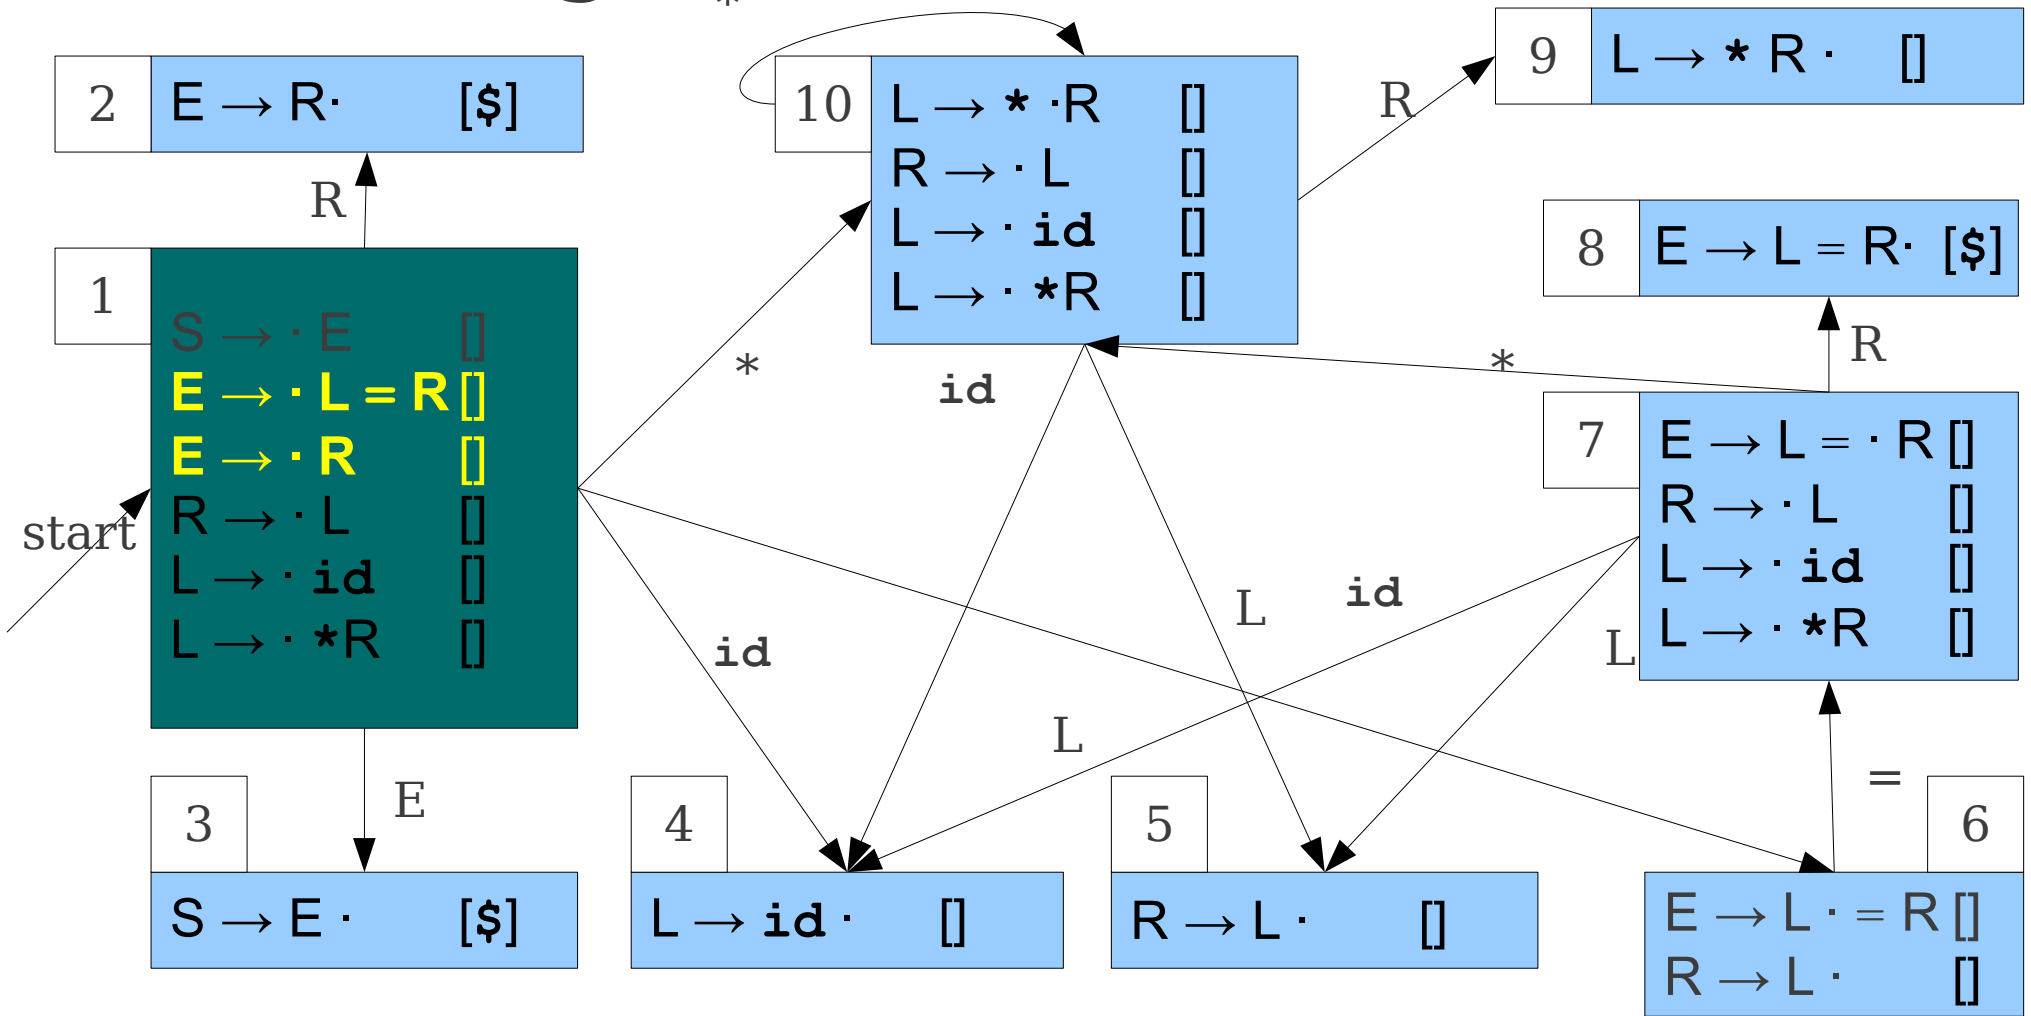 *
2
E → R· [$]
R
1
S → · E []
E → · L = R []
E → · R []
R → · L []
L → · id []
L → · *R []
start
E
3
S → E · [$]
10
L → * ·R []
R → · L []
L → · id []
L → · *R []
*
id
id
4
L → id · []
L
L
5
R → L · []
R
9
L → * R · []
8
E → L = R· [$]
*
R
7
E → L = · R []
R → · L []
L → · id []
L → · *R []
id
L
=
6
E → L · = R []
R → L · []